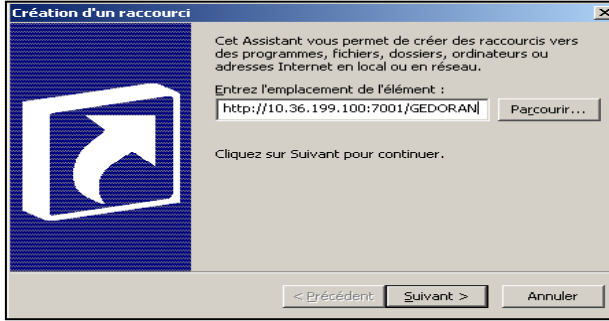 Création d'un raccourci
Cet Assistant vous permet de créer des raccourcis vers
des programmes, fichiers, dossiers, ordinateurs ou
adresses Internet en local ou en réseau.
Entrez l'emplacement de l'élément :
http://10.36.199.100:7001/GEDORAN
Parcourir...
Cliquez sur Suivant pour continuer.
< Précédent
Suivant >
Annuler